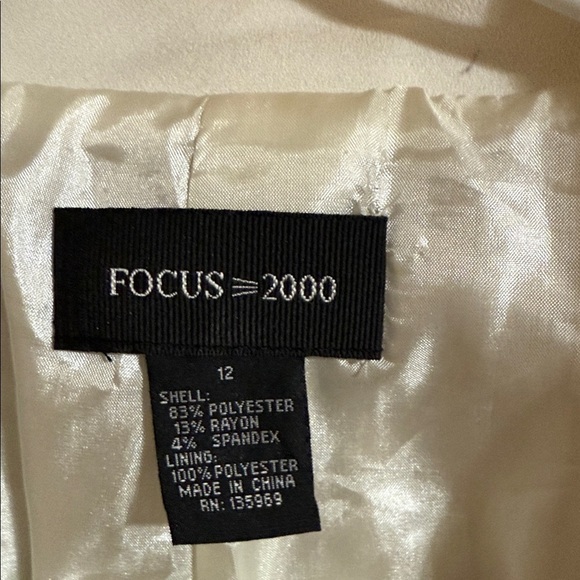 FOCUS 2000
12
SHELL:
83% POLYESTER
13% RAYON
4% SPANDEX
LINING:
100% POLYESTER
MADE IN CHINA
RN: 135969